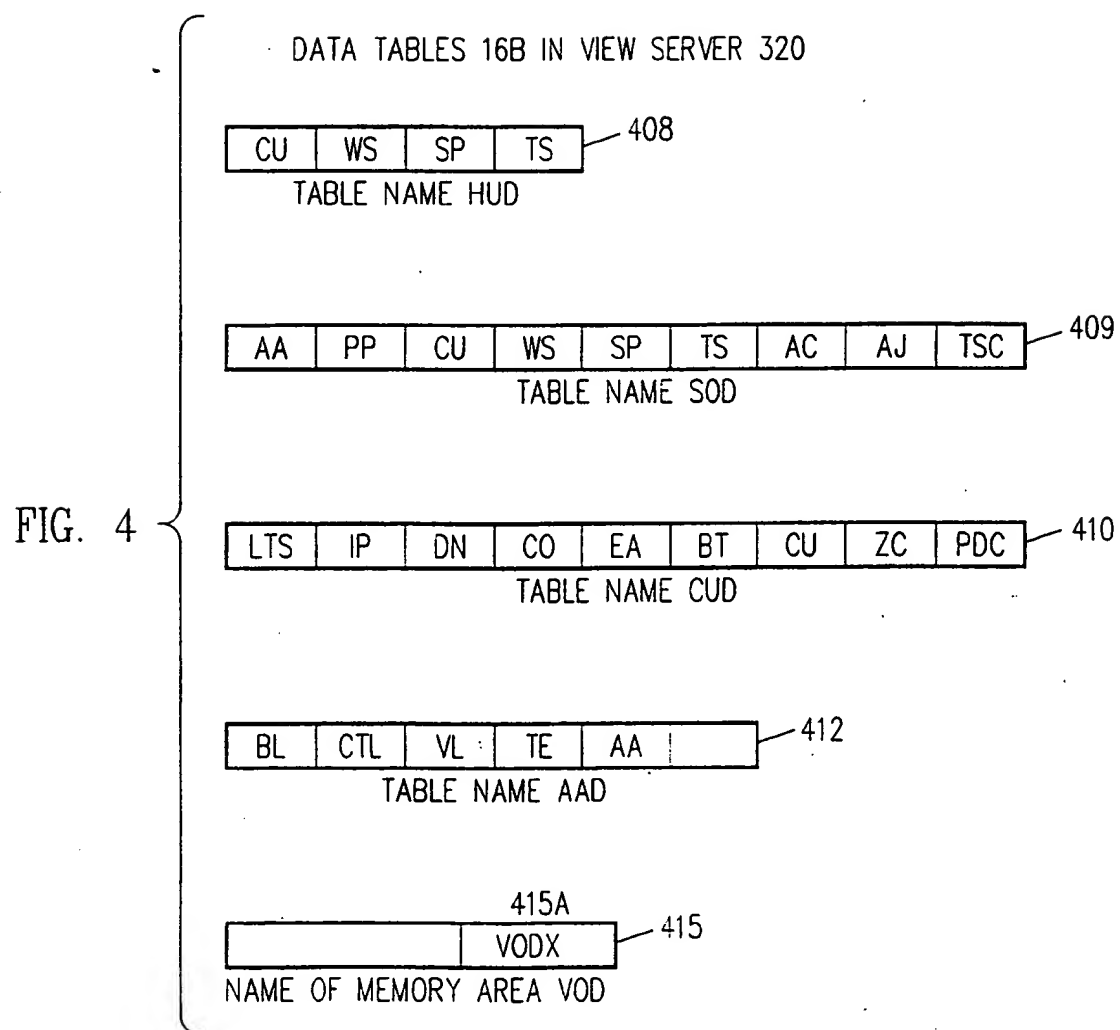 DATA TABLES 16B IN VIEW SERVER 320
CU WS SP TS 408
TABLE NAME HUD
AA PP CU WS SP TS AC AJ TSC 409
TABLE NAME SOD
FIG. 4
LTS IP DN CO EA BT CU ZC PDC 410
TABLE NAME CUD
BL CTL VL TE AA 412
TABLE NAME AAD
415A
VODX 415
NAME OF MEMORY AREA VOD